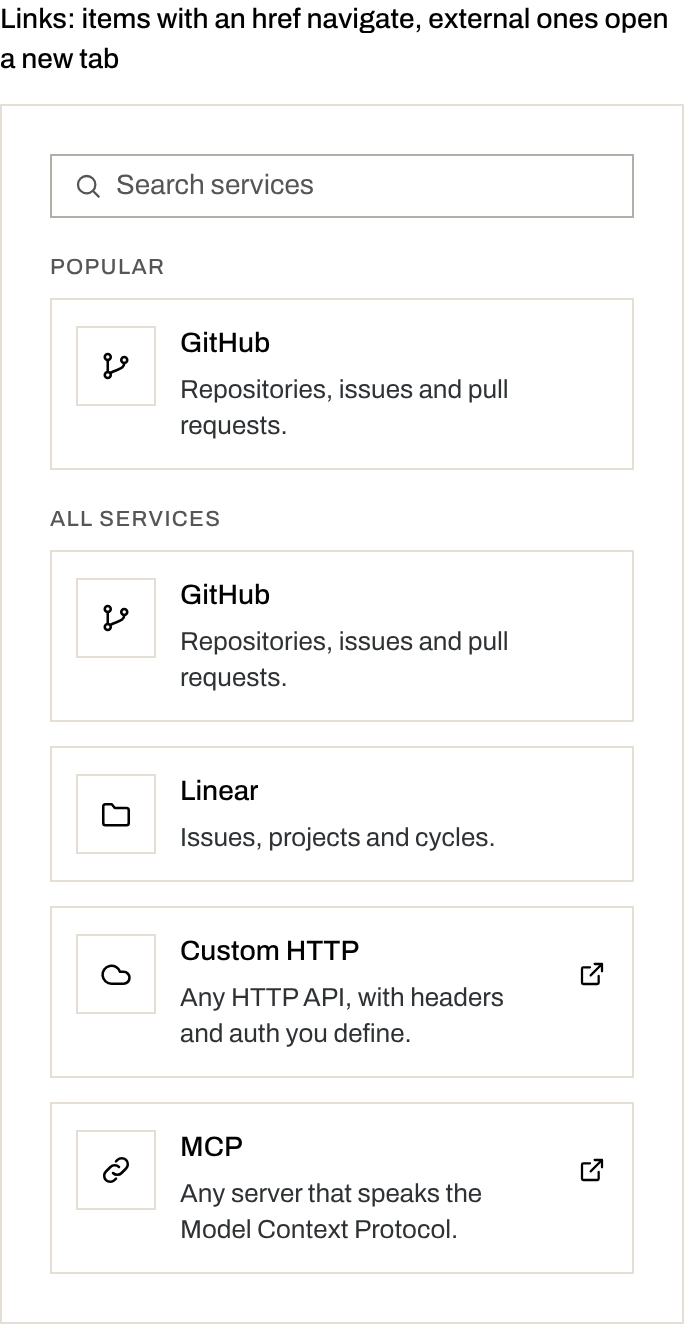 Links: items with an href navigate, external ones open
a new tab
Search services
POPULAR
GitHub
Repositories, issues and pull
requests.
ALL SERVICES
GitHub
Repositories, issues and pull
requests.
Linear
Issues, projects and cycles.
Custom HTTP
Any HTTP API, with headers
and auth you define.
MCP
Any server that speaks the
Model Context Protocol.